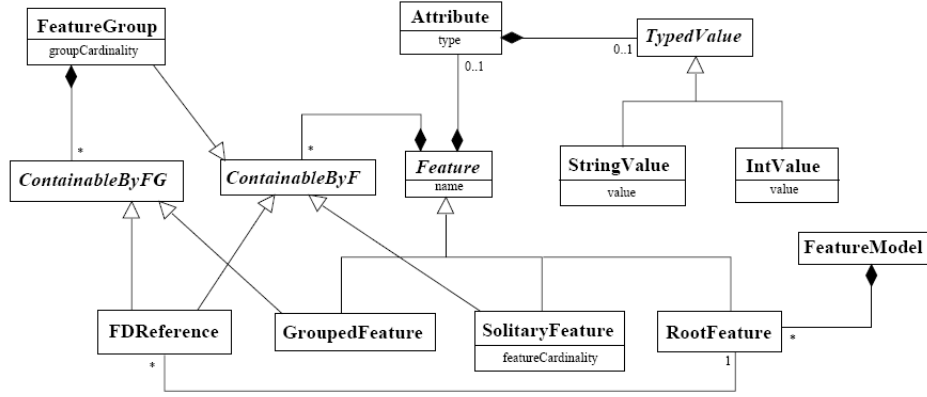 FeatureGroup
groupCardinality
Attribute
type
TypedValue
0..1
0..1
StringValue
value
IntValue
value
*
*
ContainableByFG
ContainableByF
Feature
name
FeatureModel
FDReference
GroupedFeature
SolitaryFeature
featureCardinality
RootFeature
*
*
1